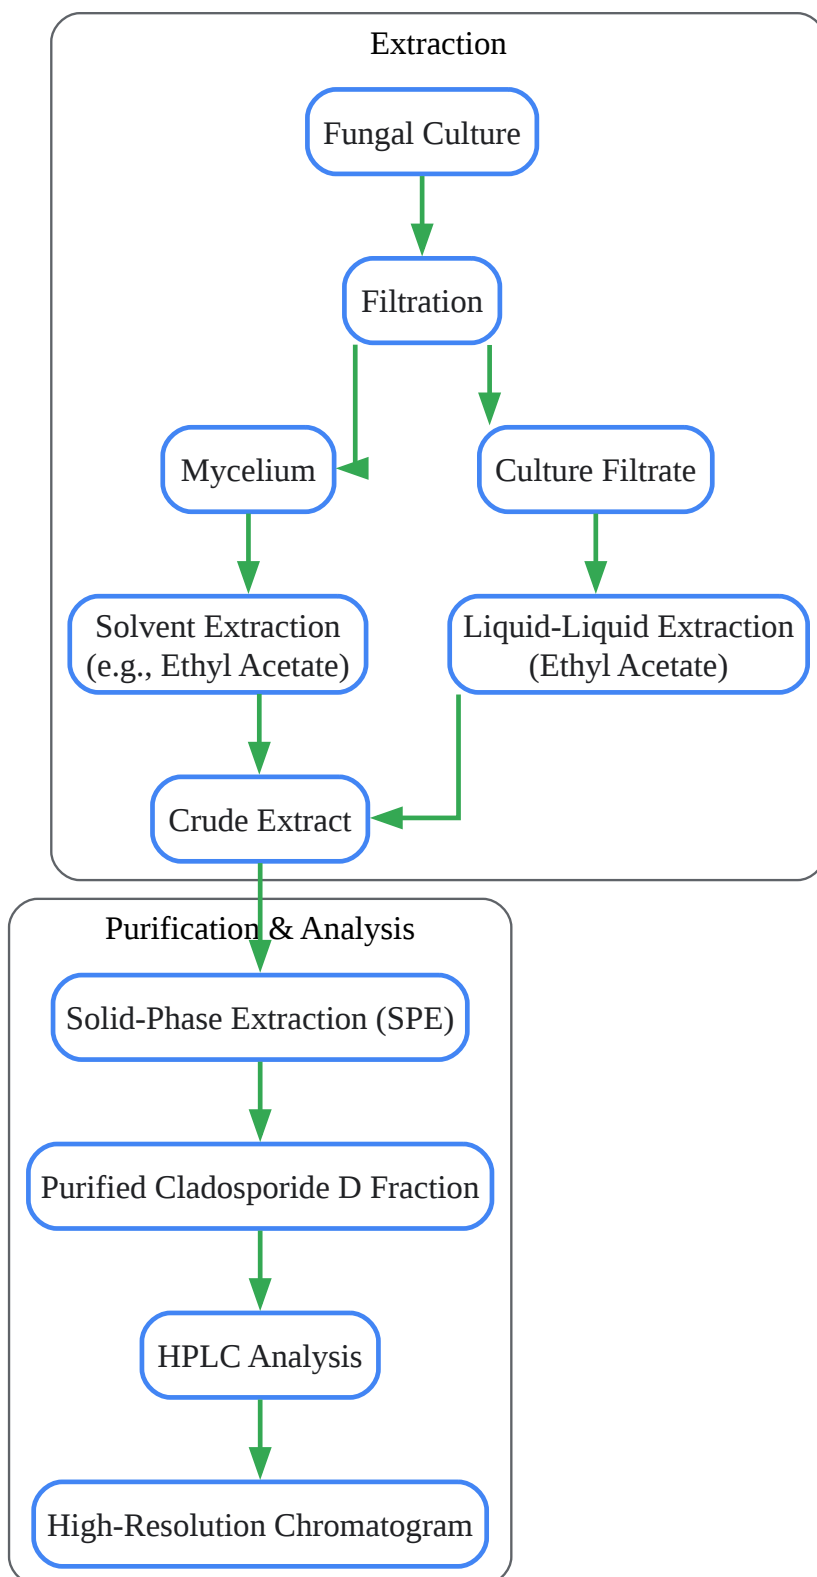 Extraction
Fungal Culture
Filtration
Mycelium
Culture Filtrate
Solvent Extraction
(e.g., Ethyl Acetate)
Liquid-Liquid Extraction
(Ethyl Acetate)
Crude Extract
Purification & Analysis
Solid-Phase Extraction (SPE)
Purified Cladosporide D Fraction
HPLC Analysis
High-Resolution Chromatogram